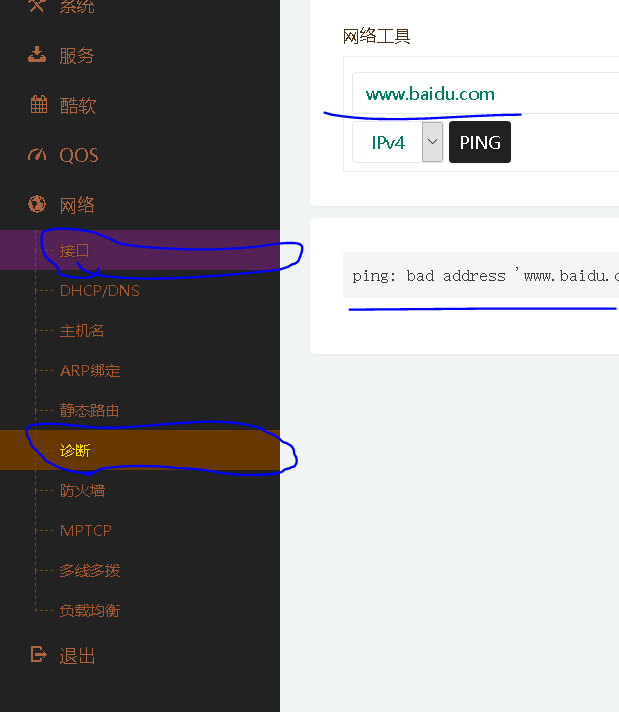 系统
服务
酷软
QOS
网络
接口
DHCP/DNS
主机名
ARP绑定
静态路由
诊断
防火墙
MPTCP
多线多拨
负载均衡
退出
网络工具
www.baidu.com
IPv4 PING
ping: bad address 'www.baidu.c